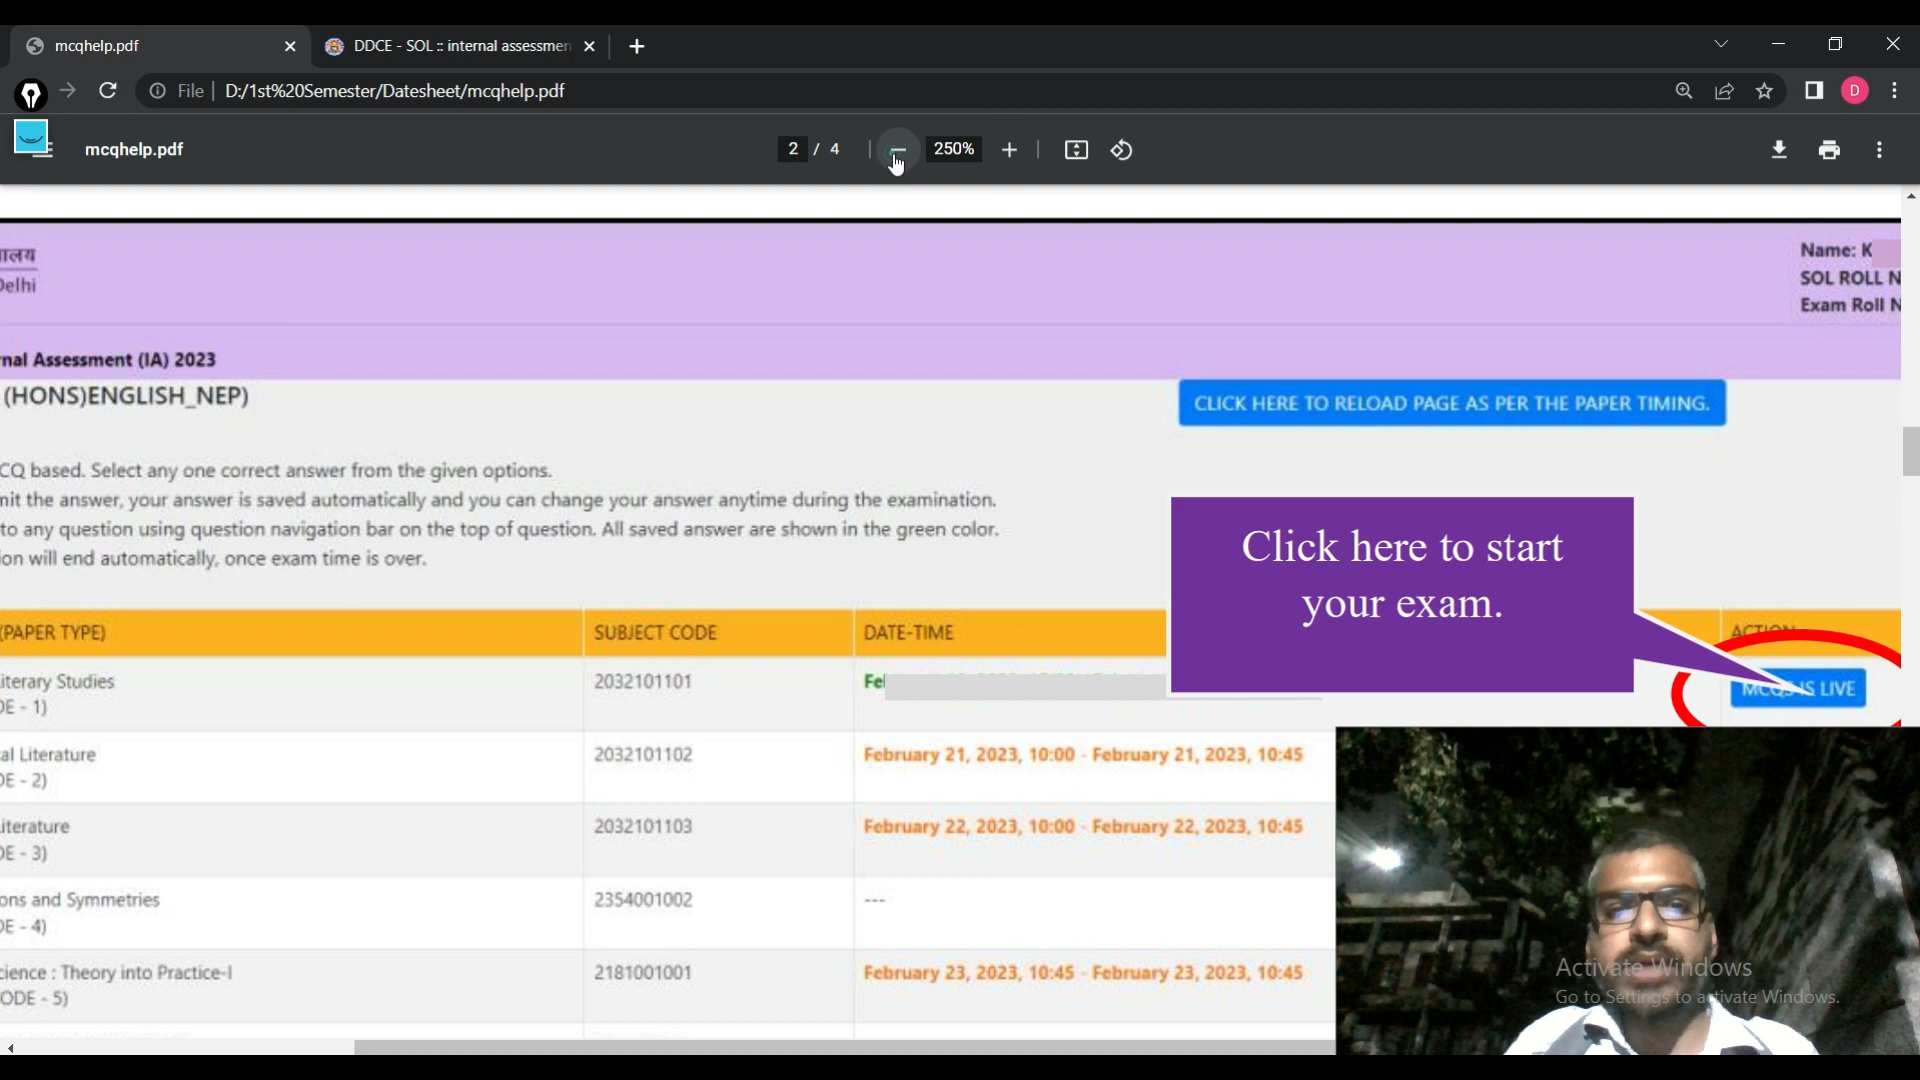 mcqhelp.pdf
DDCE - SOL :: internal assessmen
File
D:/1st%20Semester/Datesheet/mcqhelp.pdf
D
mcqhelp.pdf
2 / 4
250%
Delhi
Name: K
SOL ROLL N
Exam Roll N
nal Assessment (IA) 2023
(HONS)ENGLISH_NEP)
CLICK HERE TO RELOAD PAGE AS PER THE PAPER TIMING.
CQ based. Select any one correct answer from the given options.
mit the answer, your answer is saved automatically and you can change your answer anytime during the examination.
to any question using question navigation bar on the top of question. All saved answer are shown in the green color.
ion will end automatically, once exam time is over.
Click here to start
your exam.
(PAPER TYPE) SUBJECT CODE DATE-TIME ACTION
iterary Studies 2032101101 Fe
DE - 1)
MCQS IS LIVE
al Literature 2032101102 February 21, 2023, 10:00 - February 21, 2023, 10:45
DE - 2)
iterature 2032101103 February 22, 2023, 10:00 - February 22, 2023, 10:45
DE - 3)
ons and Symmetries 2354001002 ---
DE - 4)
cience : Theory into Practice-I 2181001001 February 23, 2023, 10:45 - February 23, 2023, 10:45
ODE - 5)
Activate Windows
Go to Settings to activate Windows.